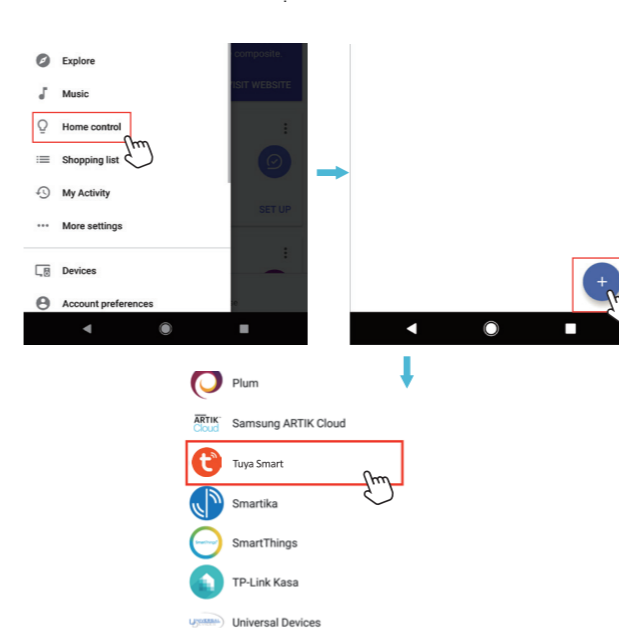 Explore
Music
Home control
Shopping list
My Activity
More settings
Devices
Account preferences
composite.
ISIT WEBSITE
SET UP
+
Plum
ARTIK
Cloud
Samsung ARTIK Cloud
t
Tuya Smart
Smartika
SmartThings
TP-Link Kasa
Universal Devices